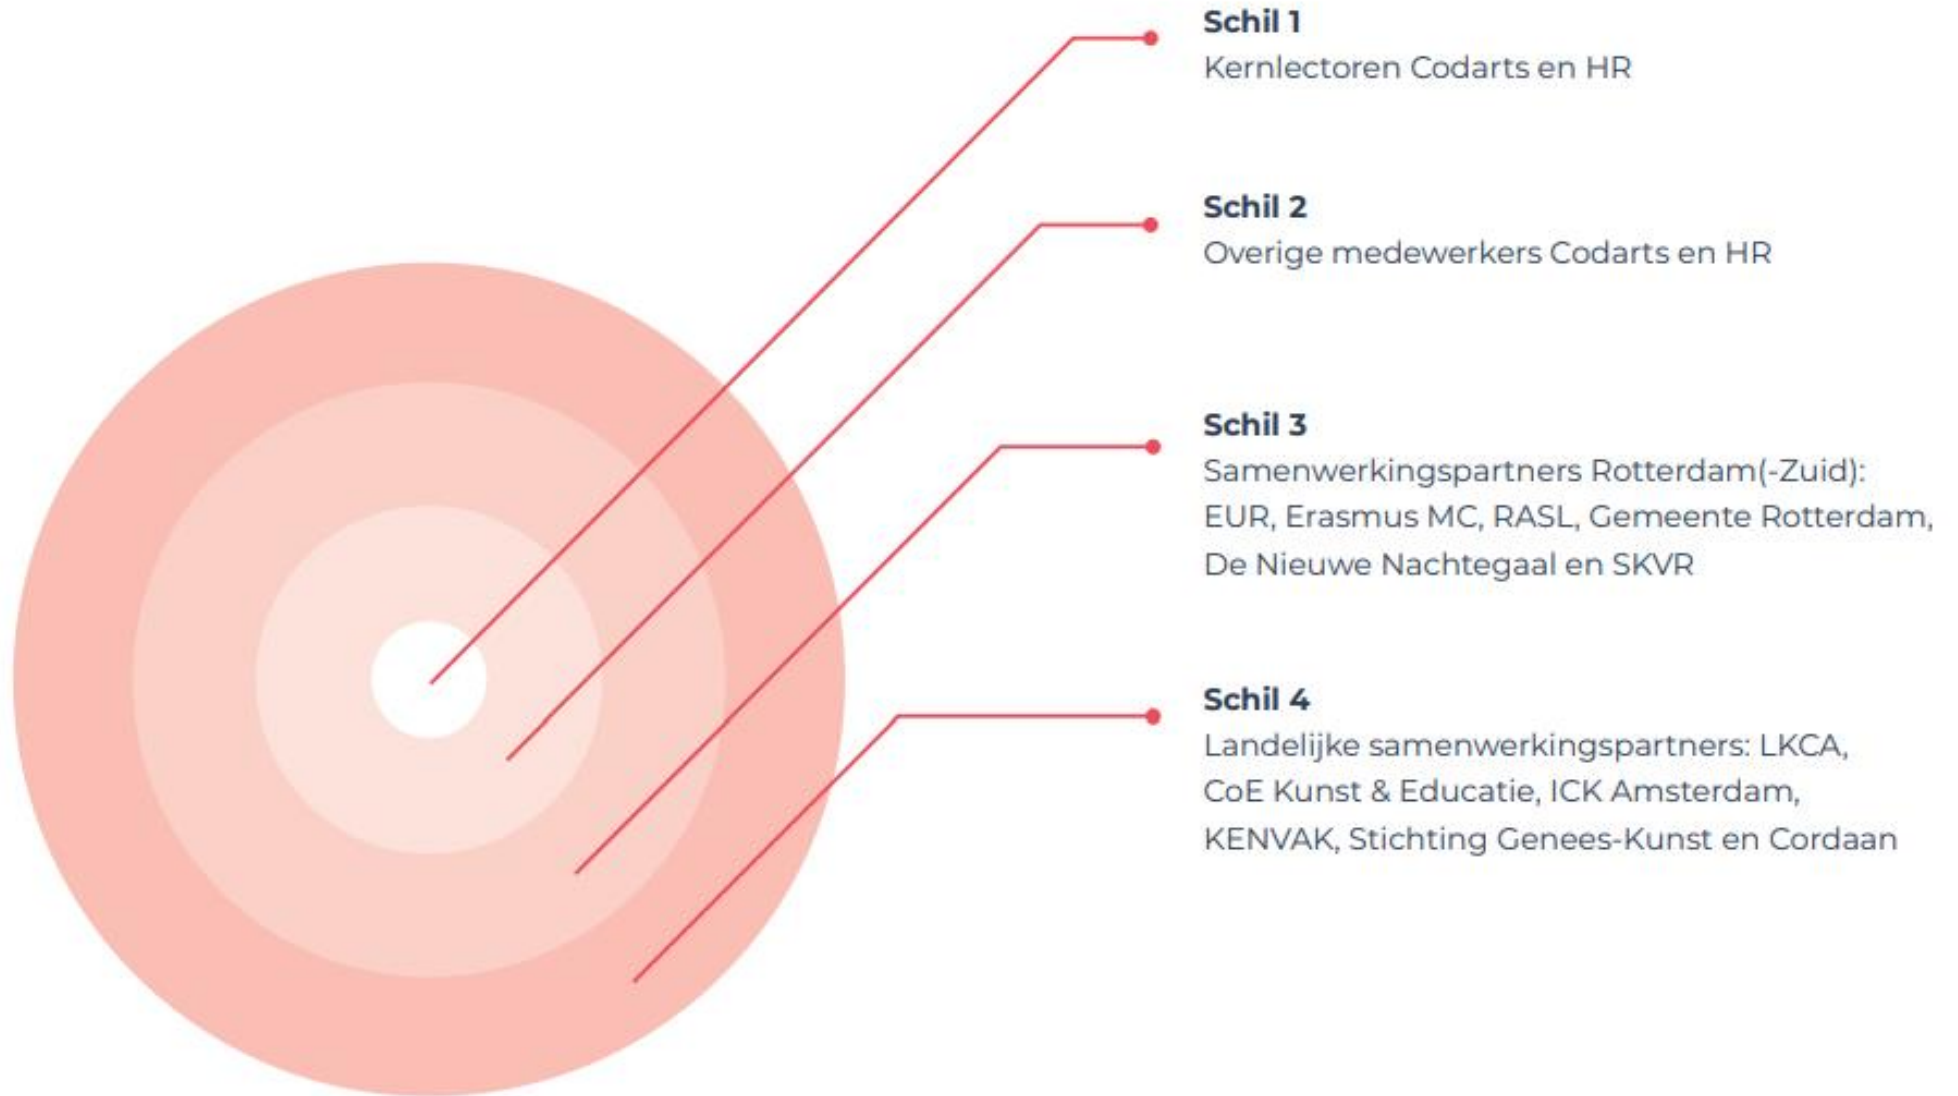 Schil 1
Kernlectoren Codarts en HR
Schil 2
Overige medewerkers Codarts en HR
Schil 3
Samenwerkingspartners Rotterdam(-Zuid):
EUR, Erasmus MC, RASL, Gemeente Rotterdam,
De Nieuwe Nachtegaal en SKVR
Schil 4
Landelijke samenwerkingspartners: LKCA,
CoE Kunst & Educatie, ICK Amsterdam,
KENVAK, Stichting Genees-Kunst en Cordaan